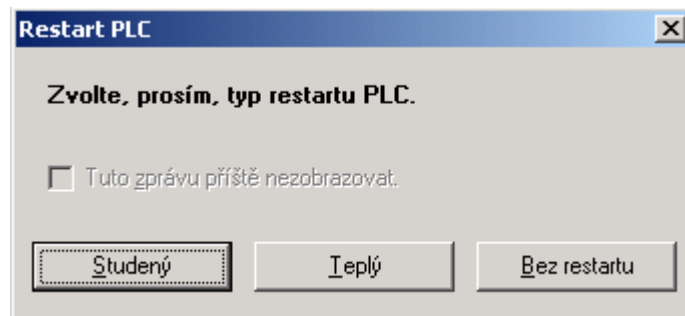 Restart PLC
Zvolte, prosím, typ restartu PLC.
Tuto zprávu příště nezobrazovat.
Studený Teplý Bez restartu